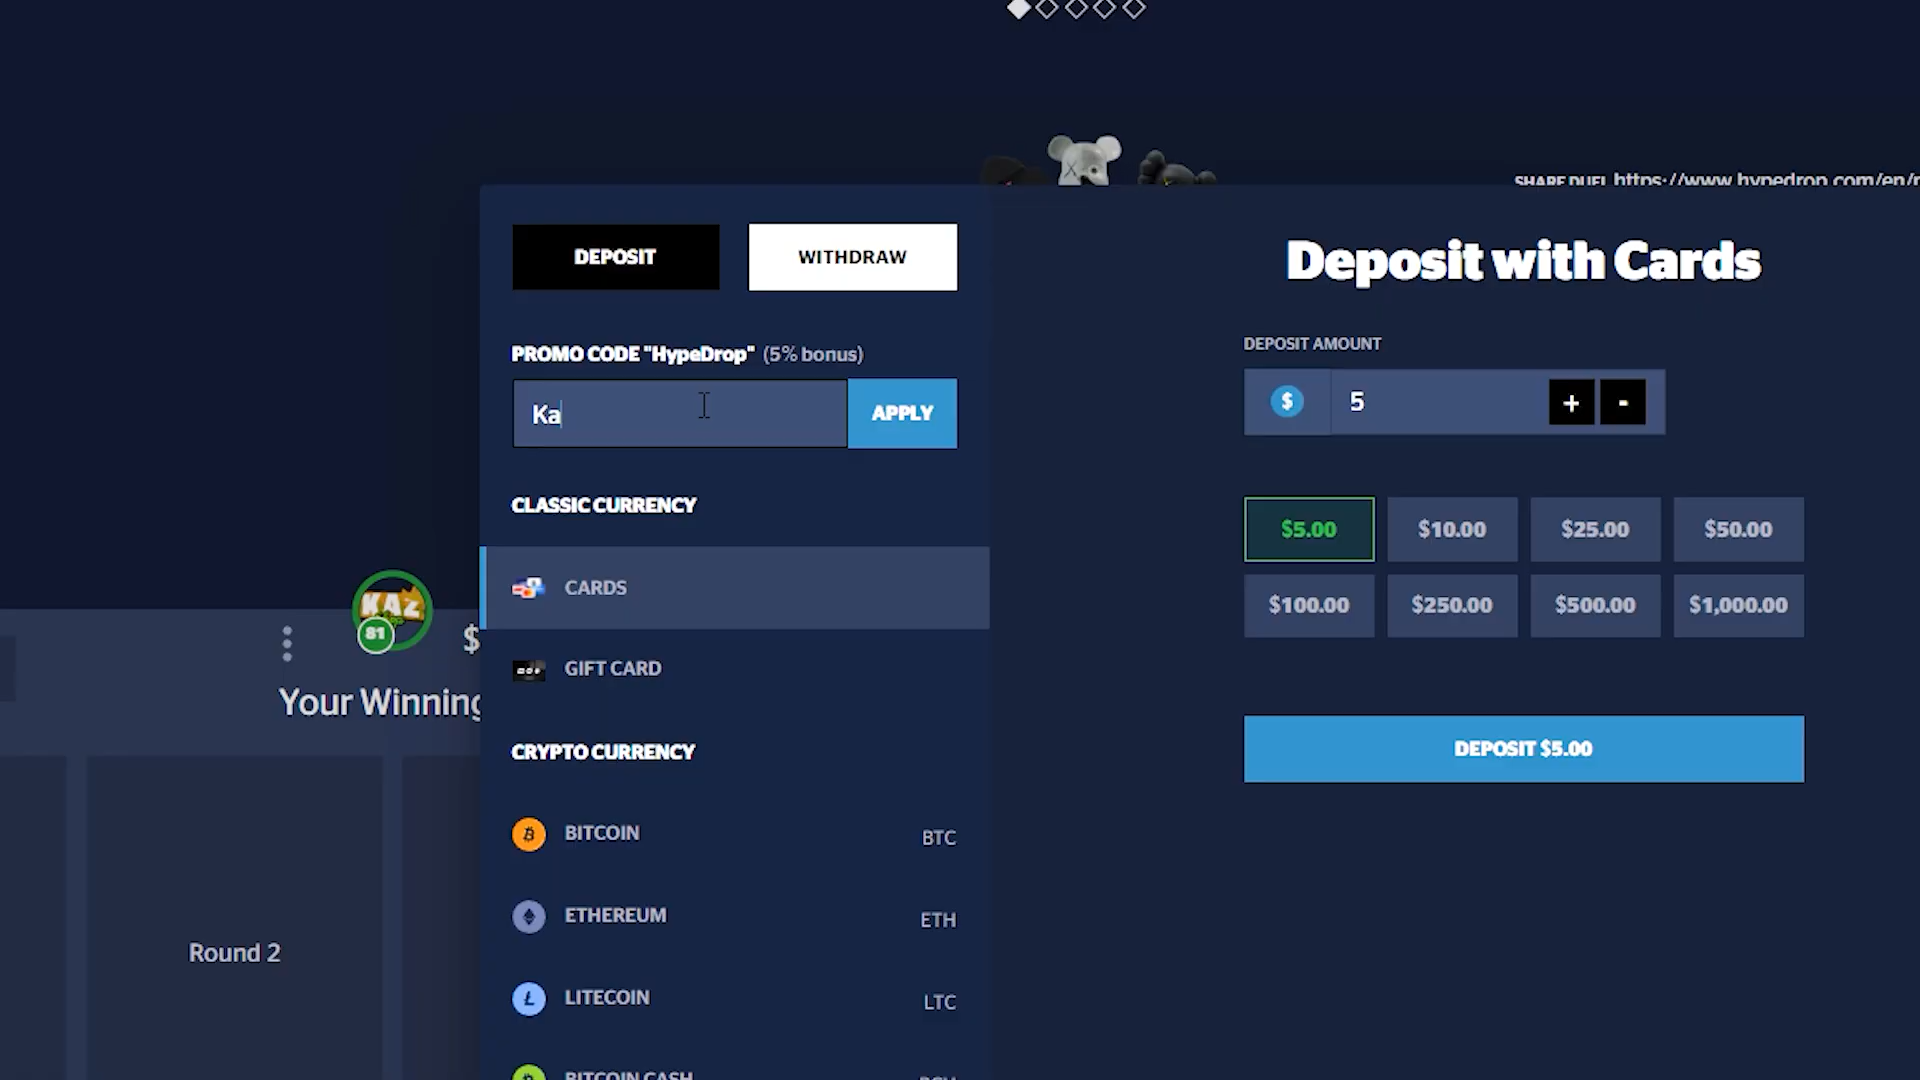 SHARE DUEL https://www.hypedrop.com/en/
DEPOSIT
WITHDRAW
Deposit with Cards
PROMO CODE "HypeDrop" (5% bonus)
Ka
APPLY
DEPOSIT AMOUNT
$ 5 + -
CLASSIC CURRENCY
$5.00 $10.00 $25.00 $50.00
CARDS
$100.00 $250.00 $500.00 $1,000.00
KAZ
81
$
GIFT CARD
Your Winning
CRYPTO CURRENCY
DEPOSIT $5.00
BITCOIN BTC
ETHEREUM ETH
Round 2
LITECOIN LTC
BITCOIN CASH